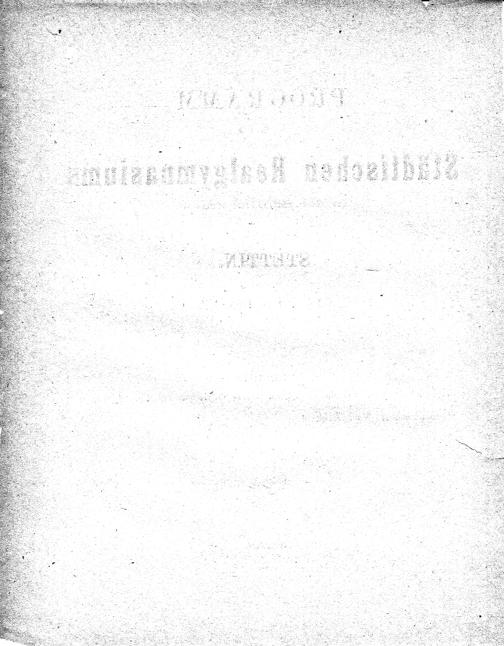 PROGRAMM
Städtischen Realgymnasiums
STETTIN.